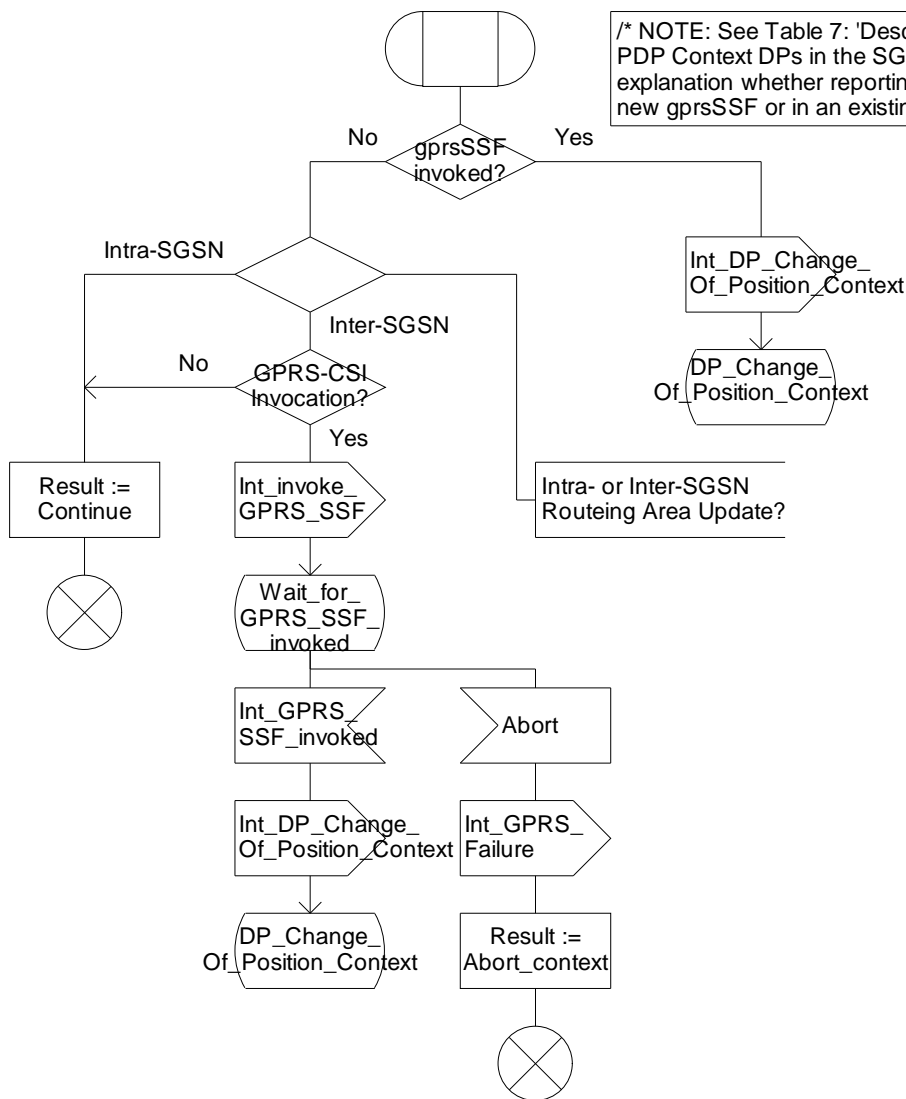 /* NOTE: See Table 7: 'Desc
PDP Context DPs in the SG
explanation whether reportin
new gprsSSF or in an existin
No
gprsSSF
invoked?
Yes
Intra-SGSN
Inter-SGSN
Int_DP_Change_
Of_Position_Context
No
GPRS-CSI
Invocation?
Yes
DP_Change_
Of_Position_Context
Result :=
Continue
Int_invoke_
GPRS_SSF
Intra- or Inter-SGSN
Routeing Area Update?
Wait_for_
GPRS_SSF_
invoked
Int_GPRS_
SSF_invoked
Abort
Int_DP_Change_
Of_Position_Context
Int_GPRS_
Failure
DP_Change_
Of_Position_Context
Result :=
Abort_context